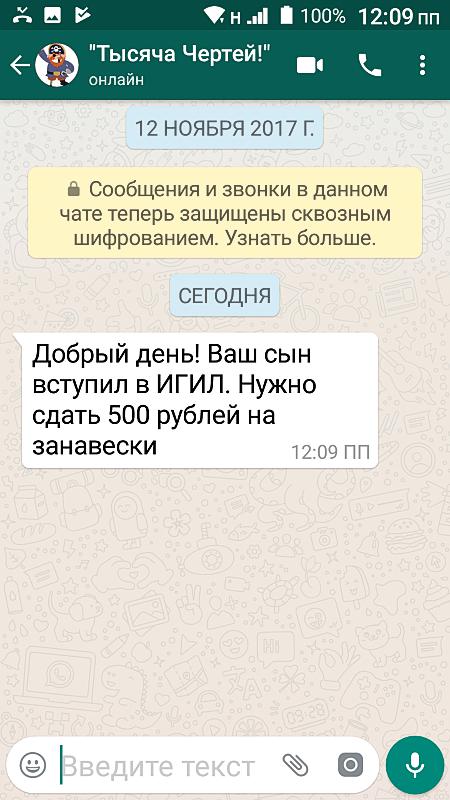 H 100% 12:09 пп
"Тысяча Чертей!"
онлайн
12 НОЯБРЯ 2017 Г.
Сообщения и звонки в данном
чате теперь защищены сквозным
шифрованием. Узнать больше.
СЕГОДНЯ
Добрый день! Ваш сын
вступил в ИГИЛ. Нужно
сдать 500 рублей на
занавески
12:09 ПП
Введите текст